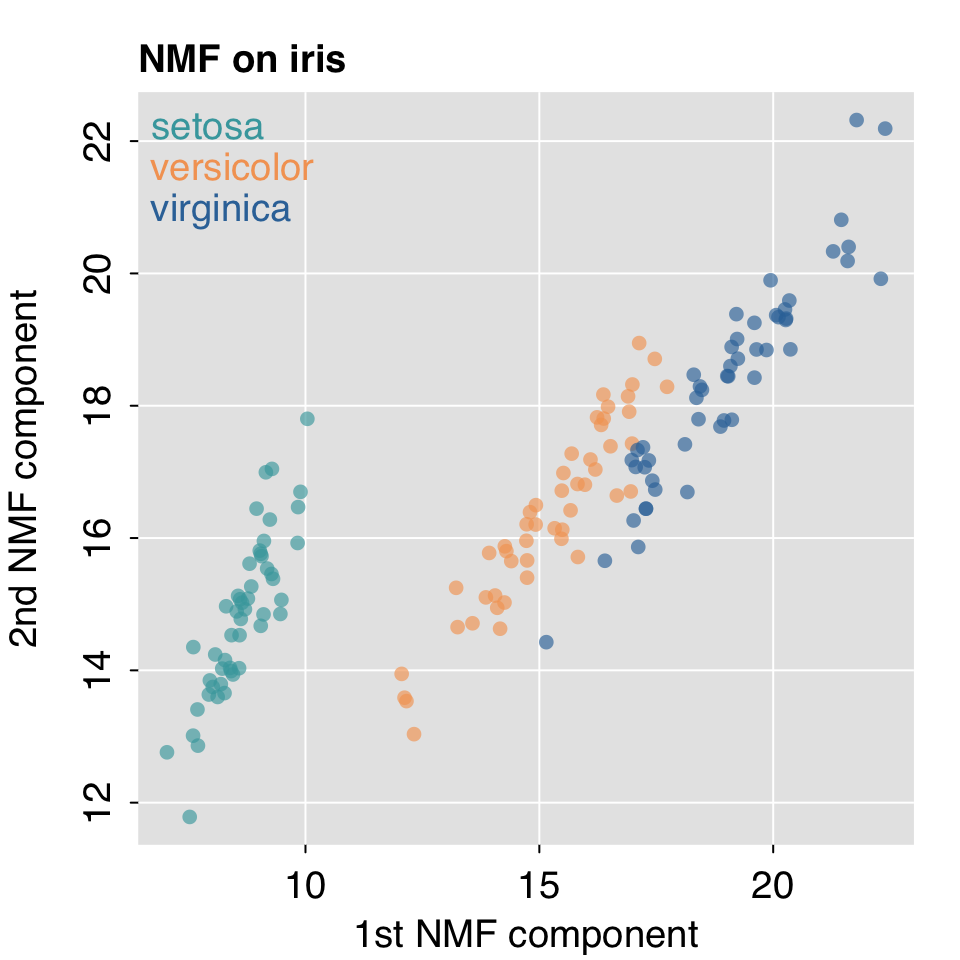 NMF on iris
setosa
versicolor
virginica
22
20
18
16
14
12
2nd NMF component
10 15 20
1st NMF component